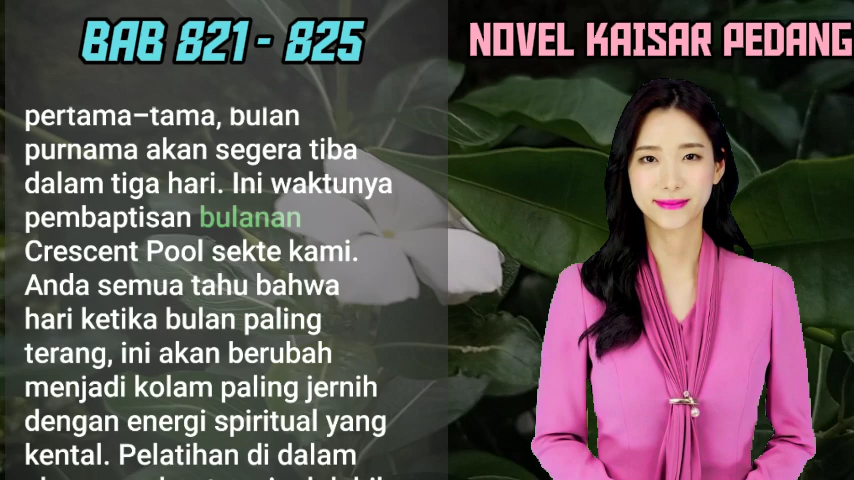 BAB 821 - 825
NOVEL KAISAR PEDANG
pertama-tama, bulan
purnama akan segera tiba
dalam tiga hari. Ini waktunya
pembaptisan bulanan
Crescent Pool sekte kami.
Anda semua tahu bahwa
hari ketika bulan paling
terang, ini akan berubah
menjadi kolam paling jernih
dengan energi spiritual yang
kental. Pelatihan di dalam